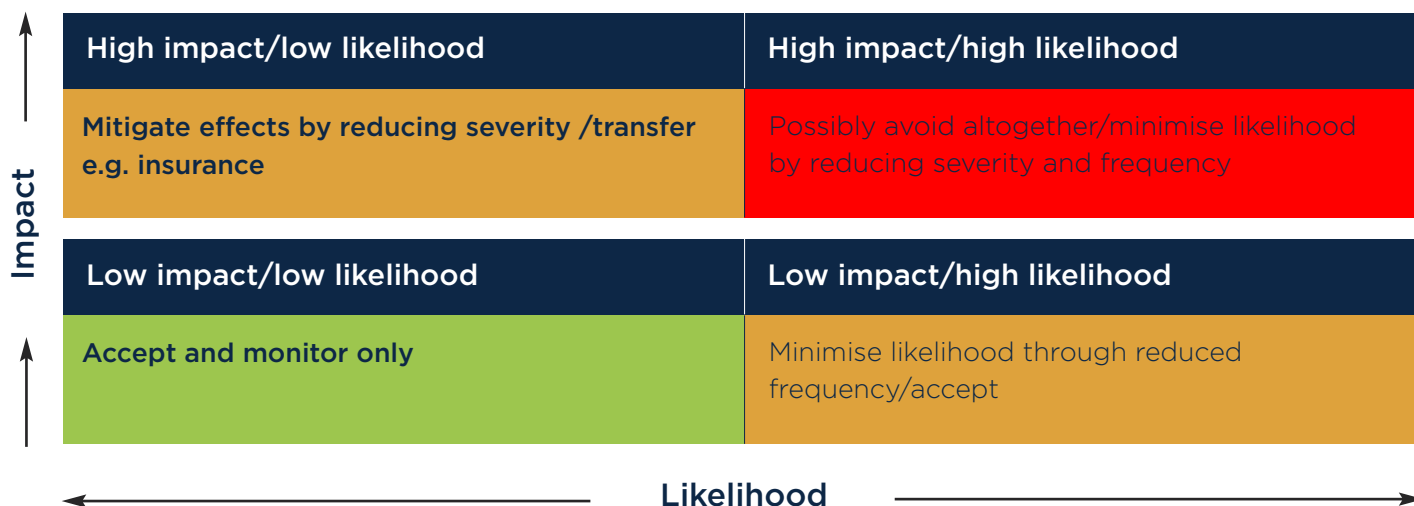 High impact/low likelihood
High impact/high likelihood
Mitigate effects by reducing severity /transfer
e.g. insurance
Possibly avoid altogether/minimise likelihood
by reducing severity and frequency
Impact
Low impact/low likelihood
Low impact/high likelihood
Accept and monitor only
Minimise likelihood through reduced
frequency/accept
Likelihood